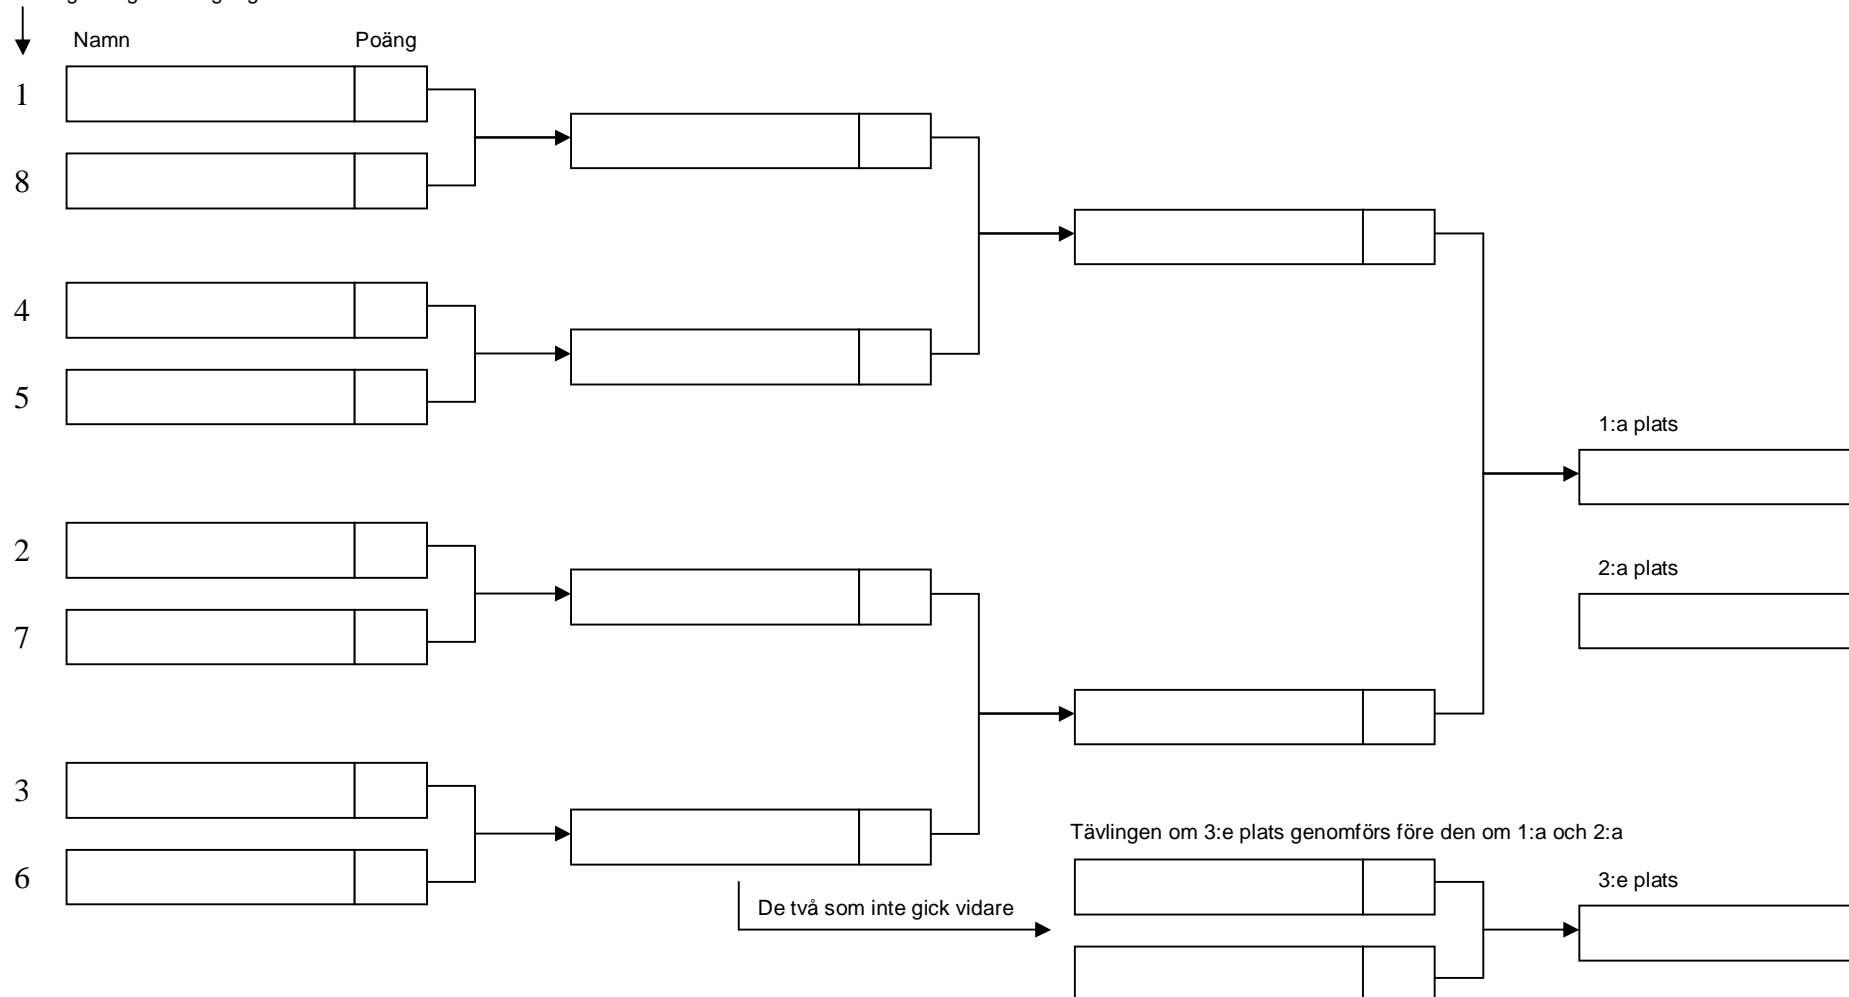 Namn Poäng
1
8
4
5
1:a plats
2:a plats
2
7
3
6
Tävlingen om 3:e plats genomförs före den om 1:a och 2:a
3:e plats
De två som inte gick vidare